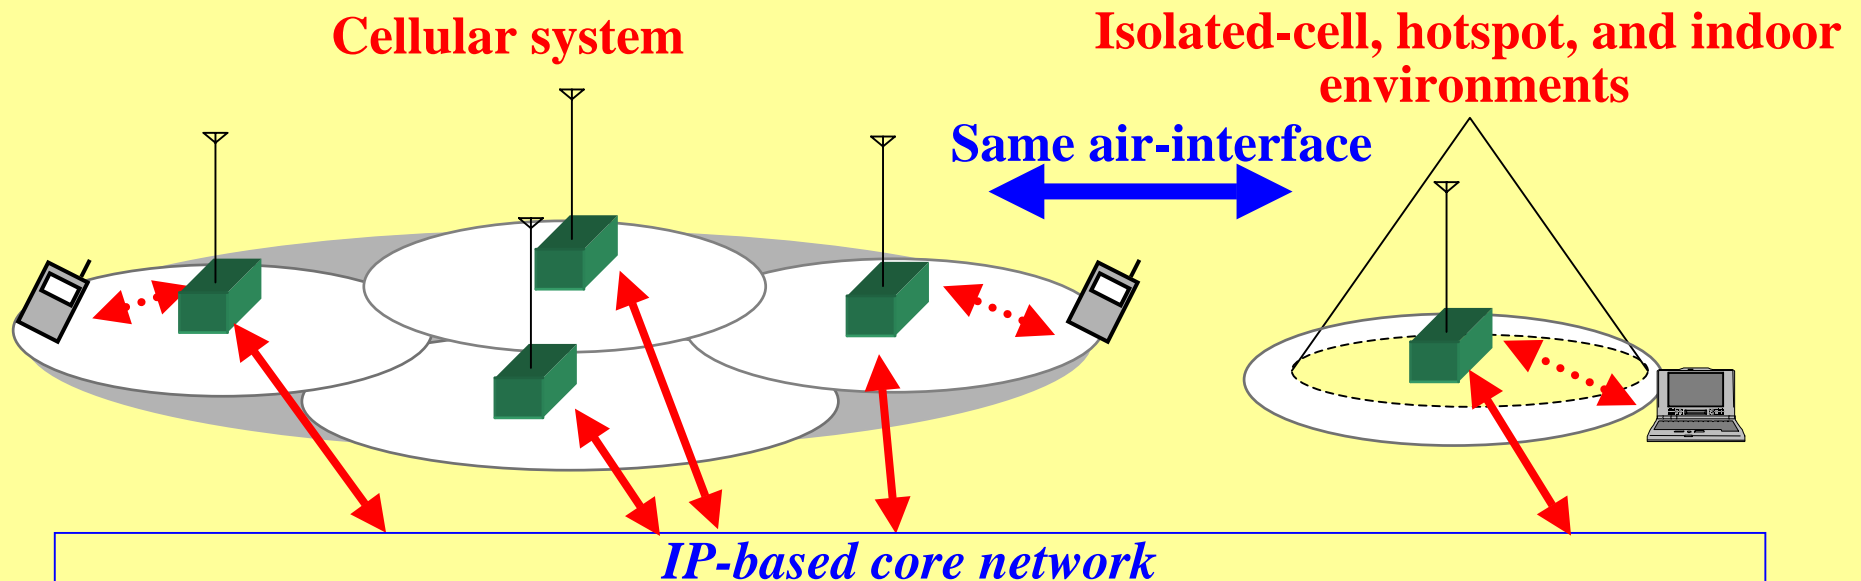 Cellular system
Isolated-cell, hotspot, and indoor
environments
Same air-interface
IP-based core network